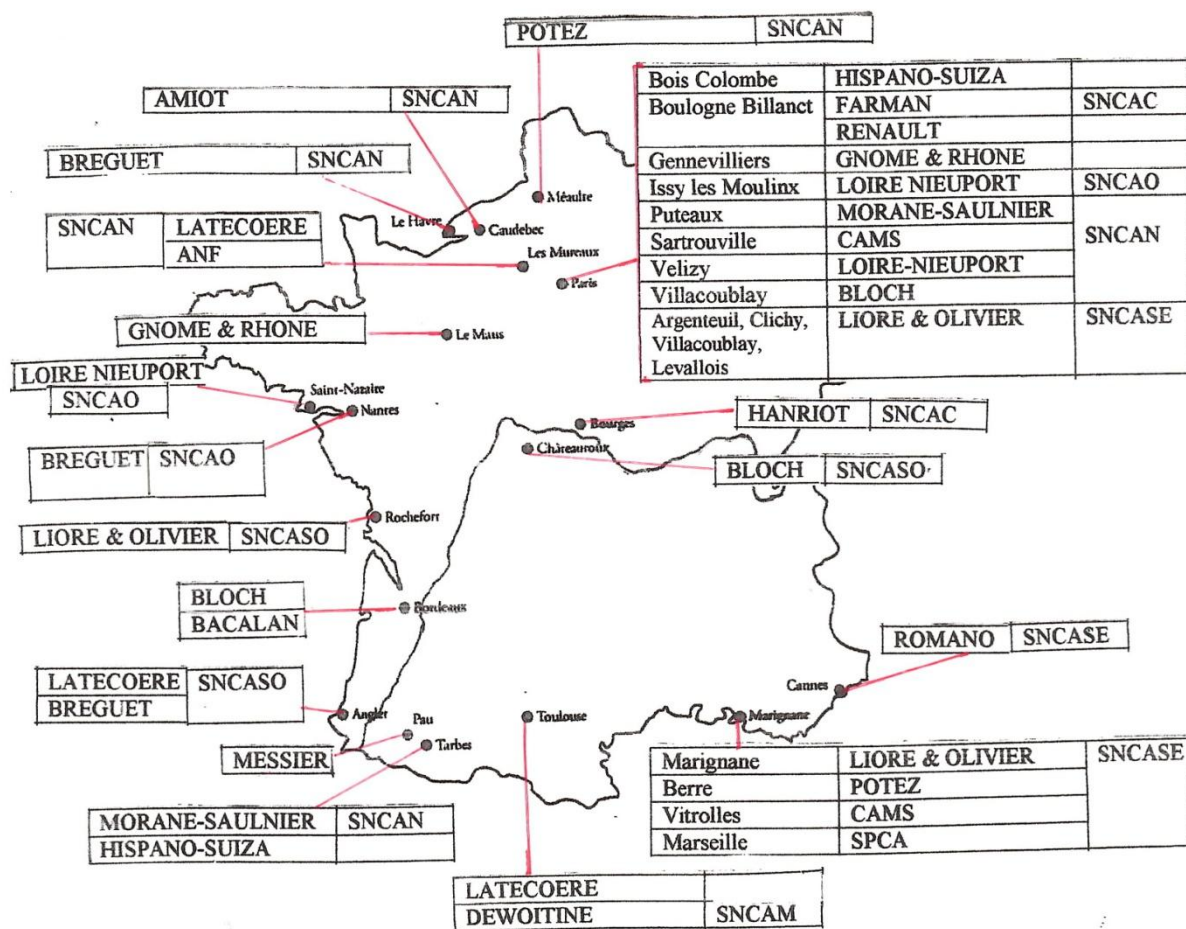 POTEZ SNCAN
AMIOT SNCAN
BREGUET SNCAN
SNCAN LATECOERE
ANF
GNOME & RHONE
LOIRE NIEUPORT
SNCAO
BREGUET SNCAO
LIORE & OLIVIER SNCASO
BLOCH
BACALAN
LATECOERE SNCASO
BREGUET
MESSIER
MORANE-SAULNIER SNCAN
HISPANO-SUIZA
LATECOERE
DEWOITINE SNCAM
Bois Colombe HISPANO-SUIZA
Boulogne Billanct FARMAN SNCAC
RENAULT
Gennevilliers GNOME & RHONE
Issy les Moulinx LOIRE NIEUPORT SNCAO
Puteaux MORANE-SAULNIER
Sartrouville CAMS SNCAN
Velizy LOIRE-NIEUPORT
Villacoublay BLOCH
Argenteuil, Clichy, LIORE & OLIVIER SNCASE
Villacoublay,
Levallois
HANRIOT SNCAC
BLOCH SNCASO
ROMANO SNCASE
Marignane LIORE & OLIVIER SNCASE
Berre POTEZ
Vitrolles CAMS
Marseille SPCA
Méaulte
Le Havre
Caudebec
Les Mureaux
Paris
Le Mans
Saint-Nazaire
Nantes
Bourges
Châteauroux
Rochefort
Bordeaux
Anglet
Pau
Tarbes
Toulouse
Marignane
Cannes